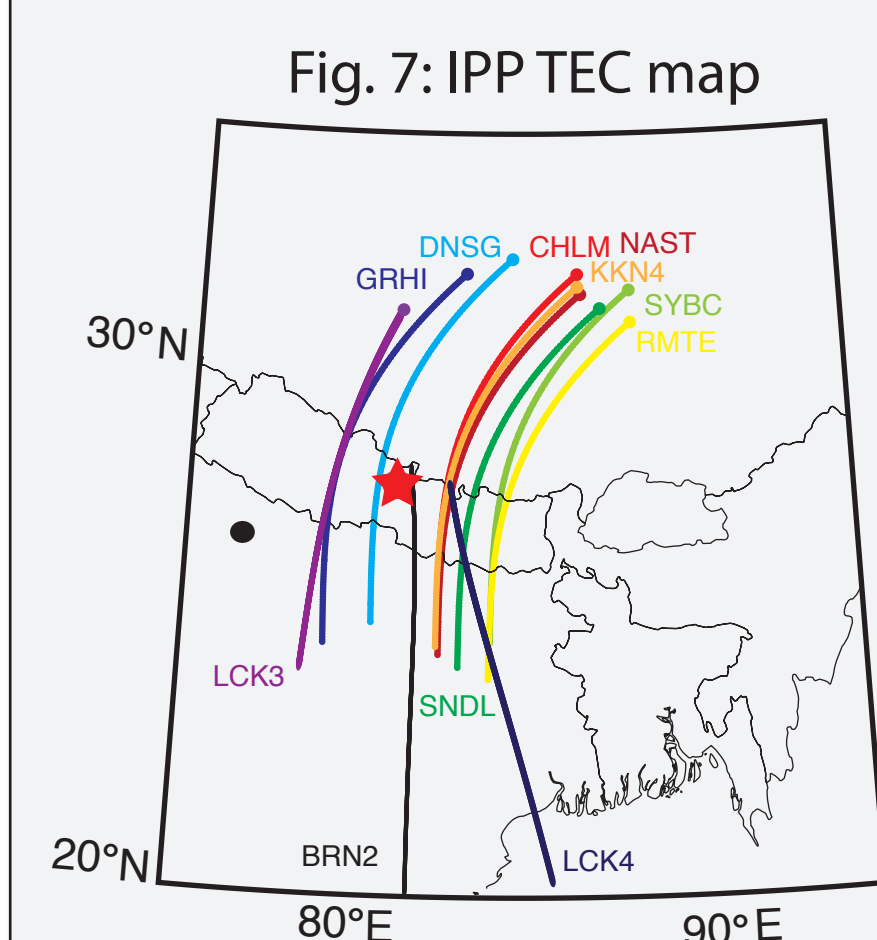 Fig. 7: IPP TEC map
DNSG CHLM NAST
GRHI KKN4
SYBC
30°N RMTE
LCK3
SNDL
20°N BRN2 LCK4
80°E 90°E